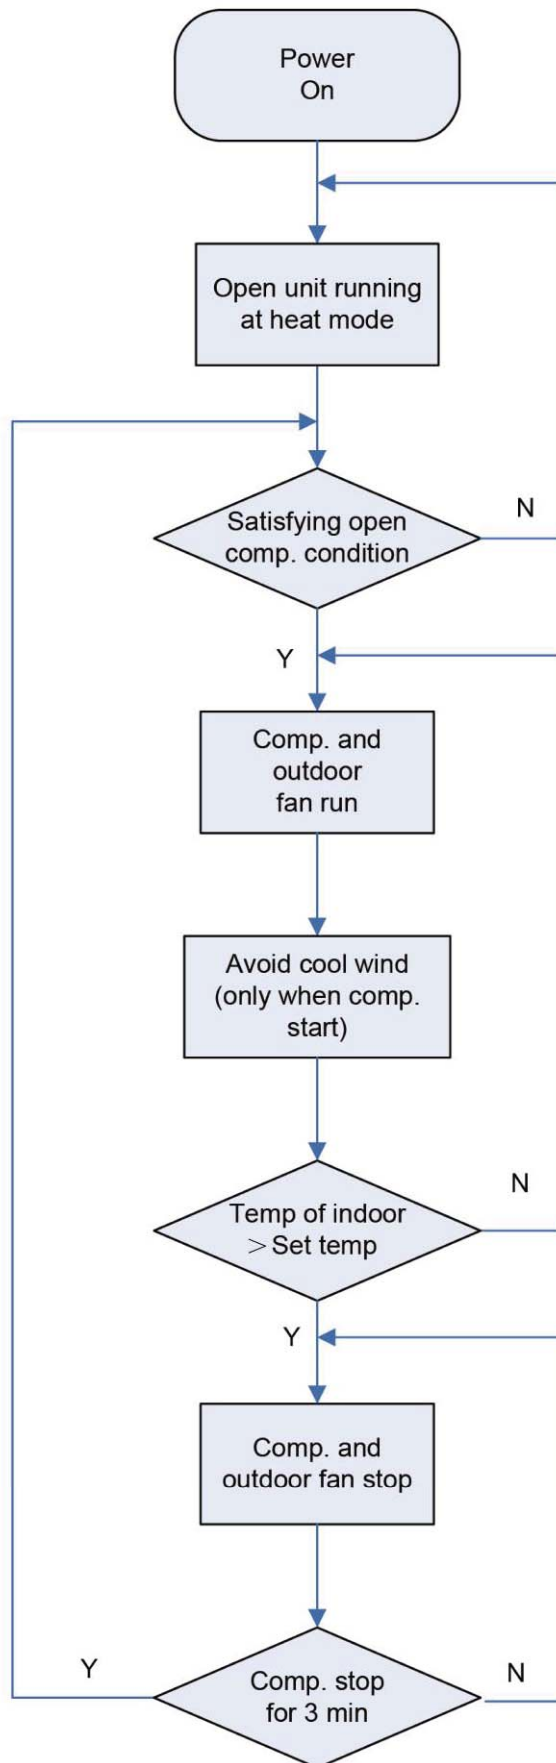 Power
On
Open unit running
at heat mode
Satisfying open
comp. condition
N
Y
Comp. and
outdoor
fan run
Avoid cool wind
(only when comp.
start)
Temp of indoor
＞Set temp
N
Y
Comp. and
outdoor fan stop
Y
Comp. stop
for 3 min
N